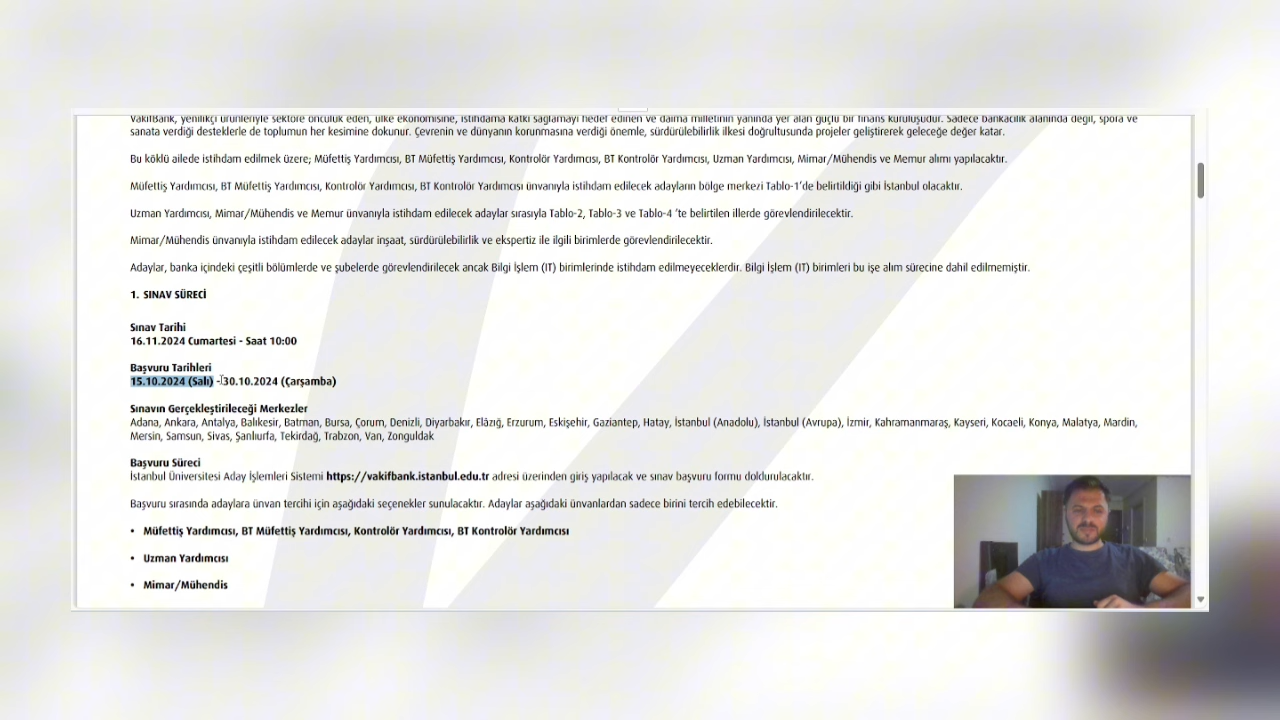 VakıfBank, yenilikçi ürünleriyle sektöre öncülük eden, ülke ekonomisine, istihdama katkı sağlamayı hedef edinen ve daima milletinin yanında yer alan güçlü bir finans kuruluşudur. Sadece bankacılık alanında değil, spora ve
sanata verdiği desteklerle de toplumun her kesimine dokunur. Çevrenin ve dünyanın korunmasına verdiği önemle, sürdürülebilirlik ilkesi doğrultusunda projeler geliştirerek geleceğe değer katar.
Bu köklü ailede istihdam edilmek üzere; Müfettiş Yardımcısı, BT Müfettiş Yardımcısı, Kontrolör Yardımcısı, BT Kontrolör Yardımcısı, Uzman Yardımcısı, Mimar/Mühendis ve Memur alımı yapılacaktır.
Müfettiş Yardımcısı, BT Müfettiş Yardımcısı, Kontrolör Yardımcısı, BT Kontrolör Yardımcısı ünvanıyla istihdam edilecek adayların bölge merkezi Tablo-1’de belirtildiği gibi İstanbul olacaktır.
Uzman Yardımcısı, Mimar/Mühendis ve Memur ünvanıyla istihdam edilecek adaylar sırasıyla Tablo-2, Tablo-3 ve Tablo-4 ’te belirtilen illerde görevlendirilecektir.
Mimar/Mühendis ünvanıyla istihdam edilecek adaylar inşaat, sürdürülebilirlik ve ekspertiz ile ilgili birimlerde görevlendirilecektir.
Adaylar, banka içindeki çeşitli bölümlerde ve şubelerde görevlendirilecek ancak Bilgi İşlem (IT) birimlerinde istihdam edilmeyeceklerdir. Bilgi İşlem (IT) birimleri bu işe alım sürecine dahil edilmemiştir.
1. SINAV SÜRECİ
Sınav Tarihi
16.11.2024 Cumartesi - Saat 10:00
Başvuru Tarihleri
15.10.2024 (Salı) -30.10.2024 (Çarşamba)
Sınavın Gerçekleştirileceği Merkezler
Adana, Ankara, Antalya, Balıkesir, Batman, Bursa, Çorum, Denizli, Diyarbakır, Elâzığ, Erzurum, Eskişehir, Gaziantep, Hatay, İstanbul (Anadolu), İstanbul (Avrupa), İzmir, Kahramanmaraş, Kayseri, Kocaeli, Konya, Malatya, Mardin,
Mersin, Samsun, Sivas, Şanlıurfa, Tekirdağ, Trabzon, Van, Zonguldak
Başvuru Süreci
İstanbul Üniversitesi Aday İşlemleri Sistemi https://vakifbank.istanbul.edu.tr adresi üzerinden giriş yapılacak ve sınav başvuru formu doldurulacaktır.
Başvuru sırasında adaylara ünvan tercihi için aşağıdaki seçenekler sunulacaktır. Adaylar aşağıdaki ünvanlardan sadece birini tercih edebilecektir.
• Müfettiş Yardımcısı, BT Müfettiş Yardımcısı, Kontrolör Yardımcısı, BT Kontrolör Yardımcısı
• Uzman Yardımcısı
• Mimar/Mühendis